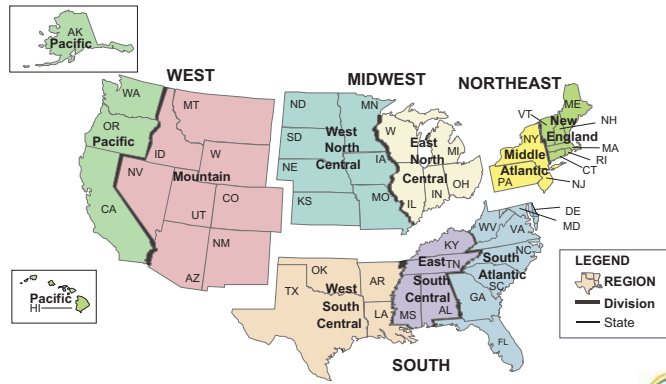 AK
Pacific
WEST
MIDWEST
NORTHEAST
WA
OR
Pacific
CA
MT
ID
W
NV
Mountain
UT
CO
AZ
NM
ND
MN
SD
West
North
Central
NE
IA
KS
MO
W
MI
East
North
Central
IL
IN
OH
VT
ME
New
England
NH
MA
RI
CT
NY
Middle
Atlantic
PA
NJ
DE
MD
WV
VA
NC
South
Atlantic
SC
GA
FL
KY
TN
East
South
Central
MS
AL
OK
AR
TX
West
South
Central
LA
SOUTH
Pacific
HI
LEGEND
REGION
Division
State